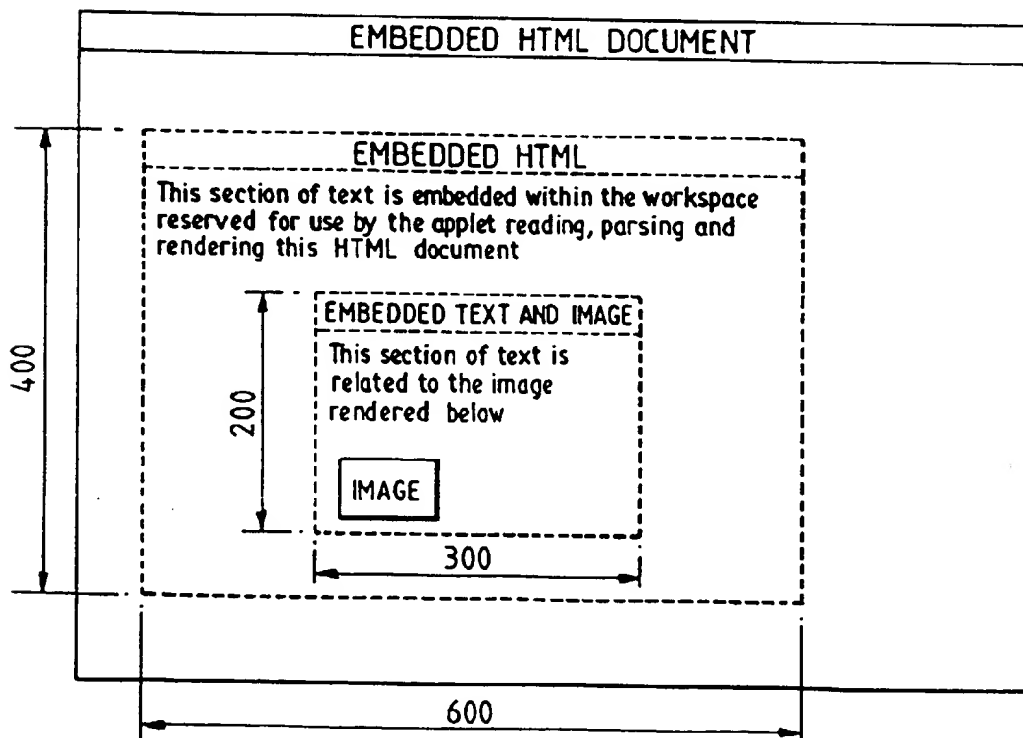 EMBEDDED HTML DOCUMENT
EMBEDDED HTML
This section of text is embedded within the workspace
reserved for use by the applet reading, parsing and
rendering this HTML document
EMBEDDED TEXT AND IMAGE
This section of text is
related to the image
rendered below
IMAGE
400
200
300
600